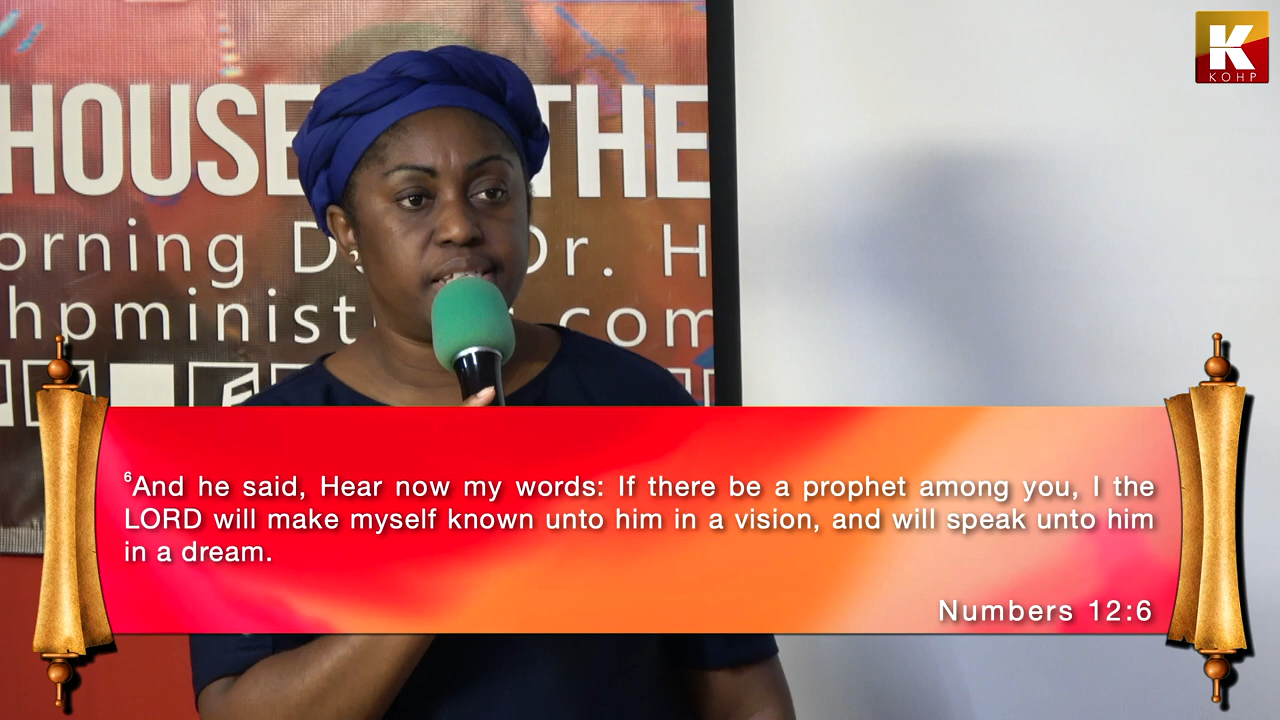 K
KOHP
HOUSE THE
orning D Dr. H
hpminist .com
⁶And he said, Hear now my words: If there be a prophet among you, I the
LORD will make myself known unto him in a vision, and will speak unto him
in a dream.
Numbers 12:6